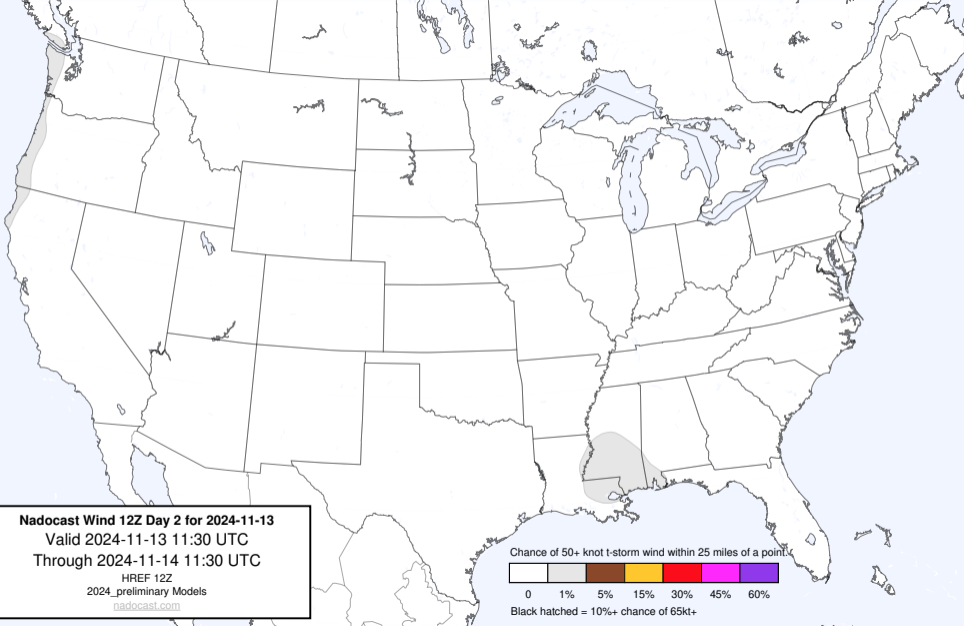 Nadocast Wind 12Z Day 2 for 2024-11-13
Valid 2024-11-13 11:30 UTC
Through 2024-11-14 11:30 UTC
HREF 12Z
2024_preliminary Models
nadocast.com
Chance of 50+ knot t-storm wind within 25 miles of a point.
0 1% 5% 15% 30% 45% 60%
Black hatched = 10%+ chance of 65kt+